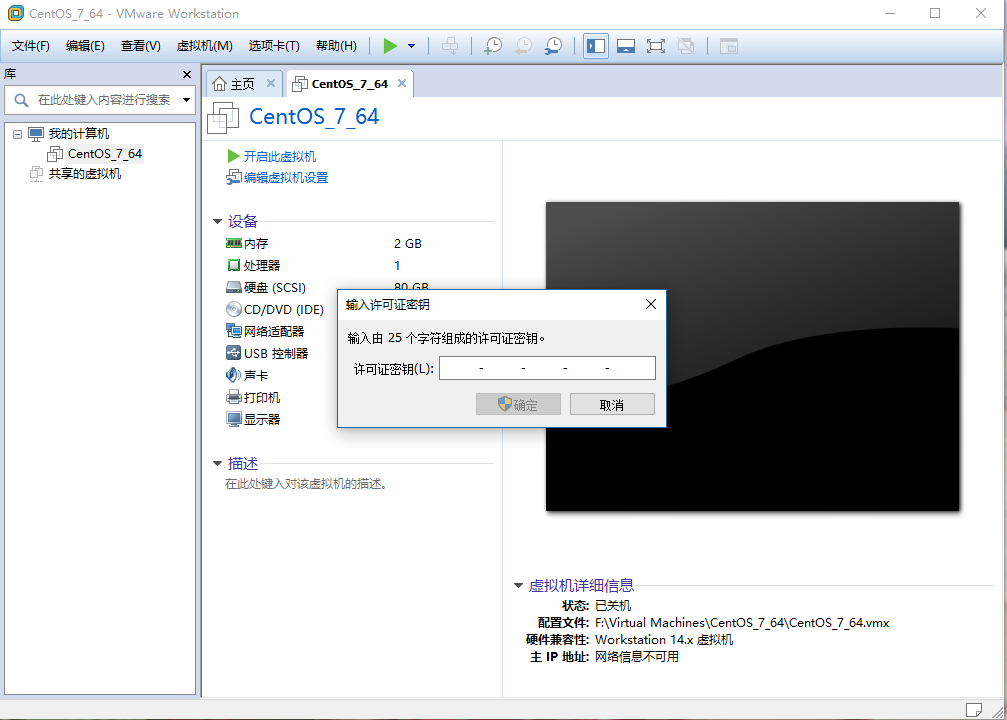 CentOS_7_64 - VMware Workstation
文件(F) 编辑(E) 查看(V) 虚拟机(M) 选项卡(T) 帮助(H)
库
在此处键入内容进行搜索
我的计算机
CentOS_7_64
共享的虚拟机
主页 CentOS_7_64
CentOS_7_64
开启此虚拟机
编辑虚拟机设置
设备
内存 2 GB
处理器 1
硬盘 (SCSI) 80 GB
CD/DVD (IDE)
网络适配器
USB 控制器
声卡
打印机
显示器
描述
在此处键入对该虚拟机的描述。
输入许可证密钥
输入由 25 个字符组成的许可证密钥。
许可证密钥(L): - - - -
确定 取消
虚拟机详细信息
状态: 已关机
配置文件: F:\Virtual Machines\CentOS_7_64\CentOS_7_64.vmx
硬件兼容性: Workstation 14.x 虚拟机
主 IP 地址: 网络信息不可用